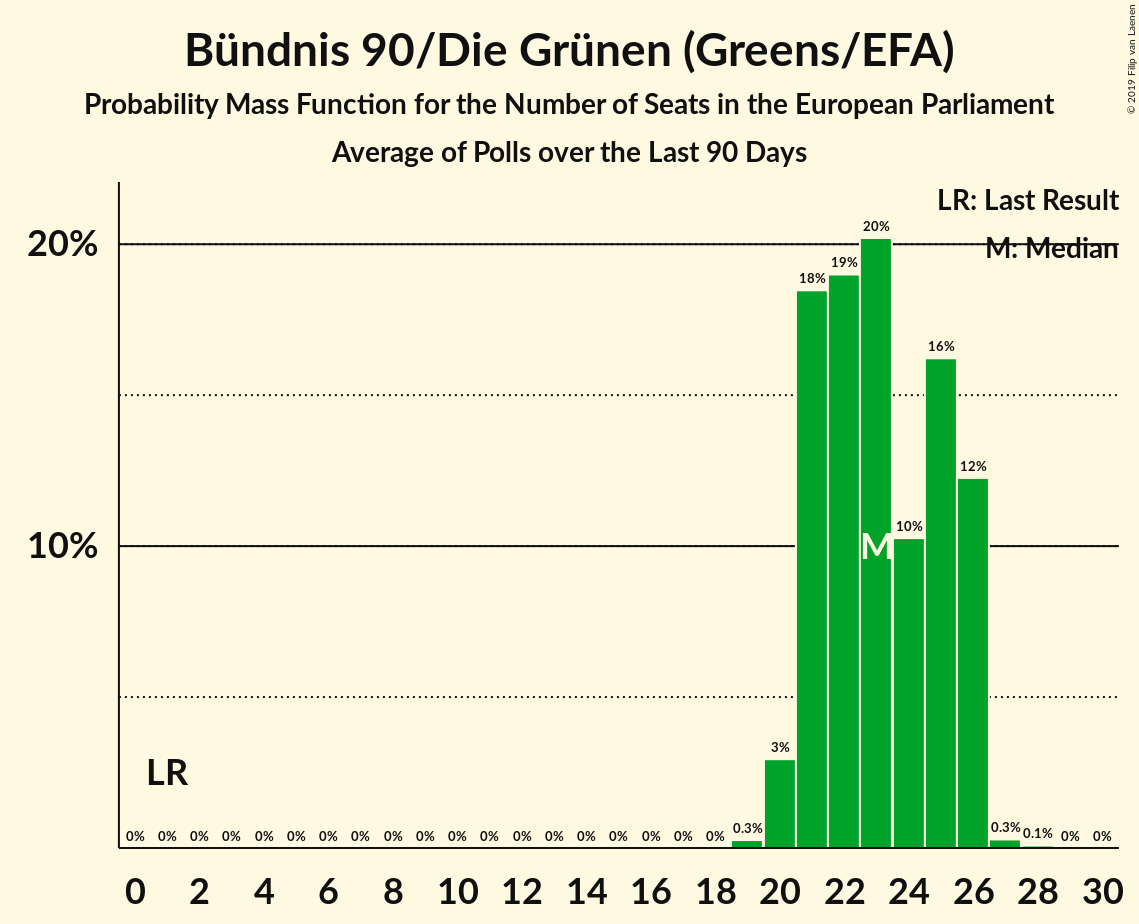 Bündnis 90/Die Grünen (Greens/EFA)
Probability Mass Function for the Number of Seats in the European Parliament
Average of Polls over the Last 90 Days
© 2019 Filip van Laenen
LR: Last Result
M: Median
20%
10%
20%
19%
18%
16%
12%
10%
M
3%
LR
0% 0% 0% 0% 0% 0% 0% 0% 0% 0% 0% 0% 0% 0% 0% 0% 0% 0% 0% 0.3% 0.3% 0.1% 0% 0%
0 2 4 6 8 10 12 14 16 18 20 22 24 26 28 30